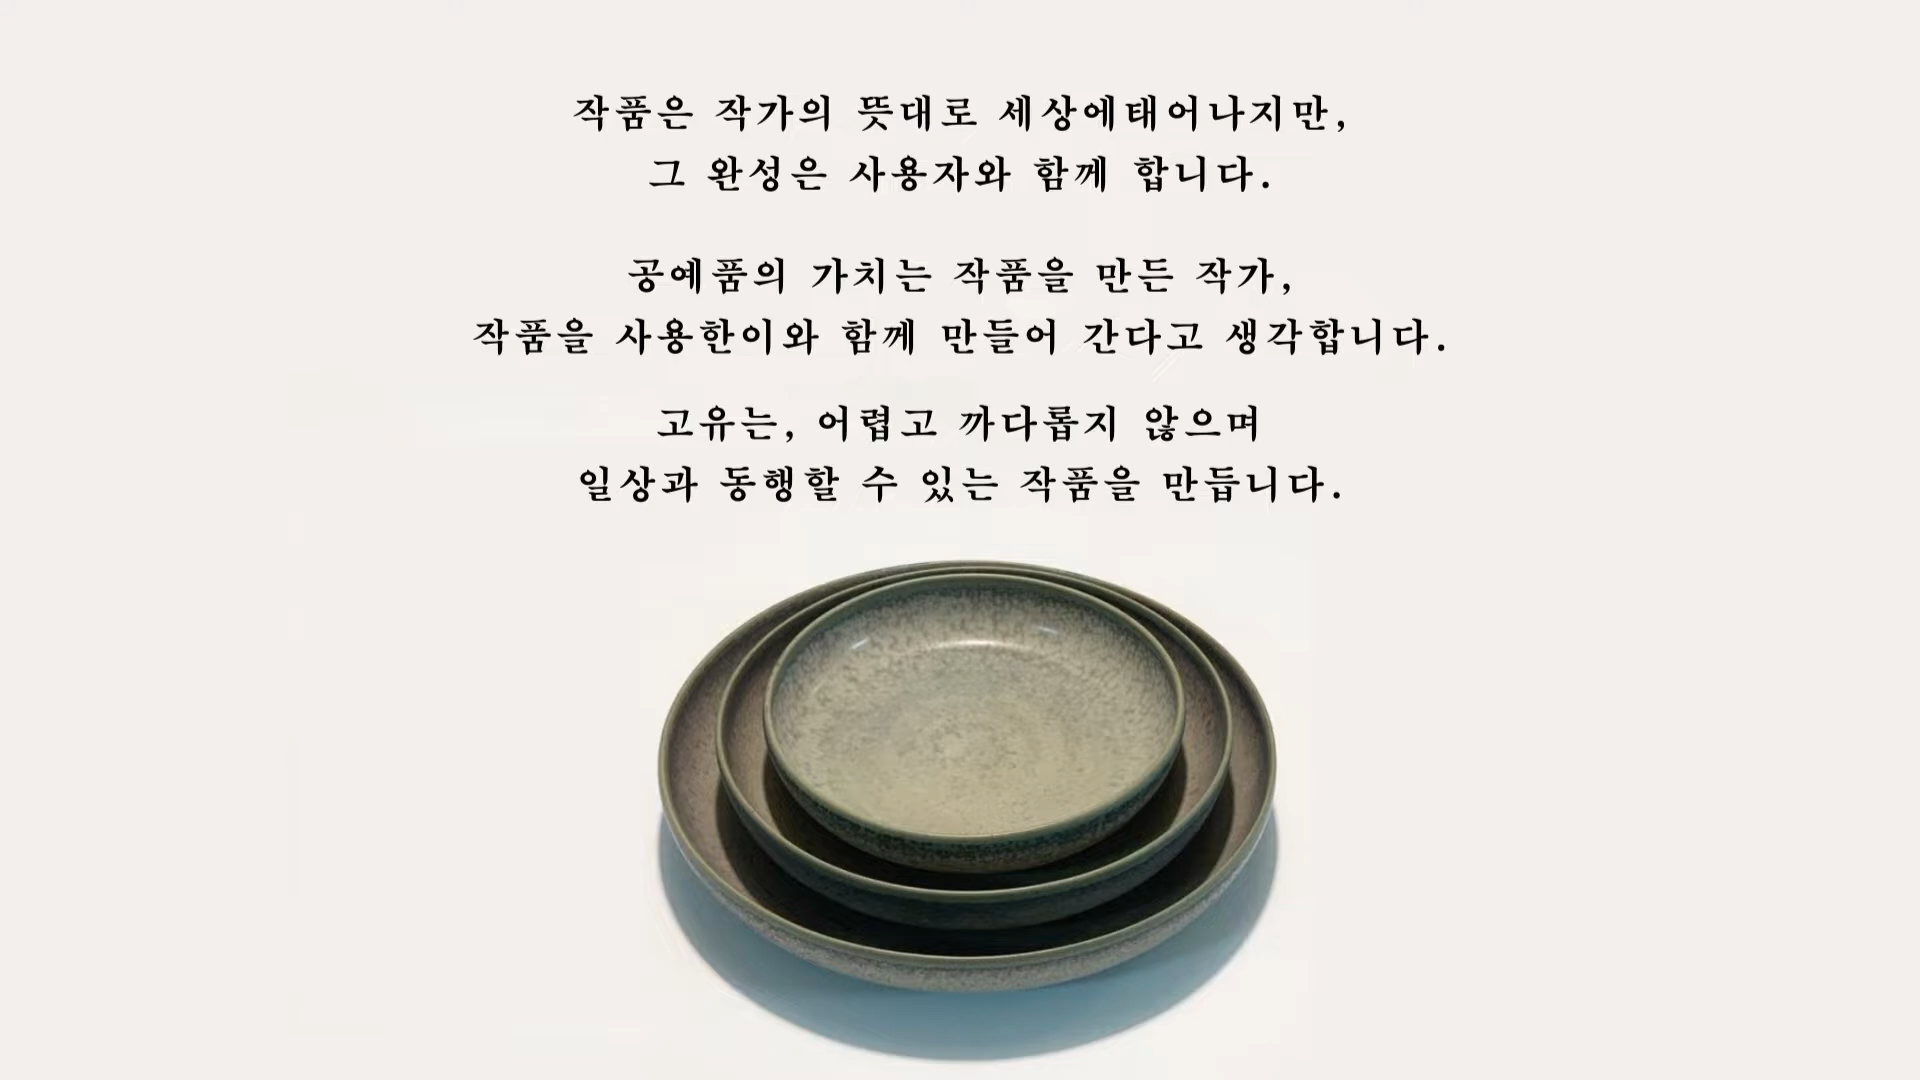 작품은 작가의 뜻대로 세상에태어나지만,
그 완성은 사용자와 함께 합니다.
공예품의 가치는 작품을 만든 작가,
작품을 사용한이와 함께 만들어 간다고 생각합니다.
고유는, 어렵고 까다롭지 않으며
일상과 동행할 수 있는 작품을 만듭니다.